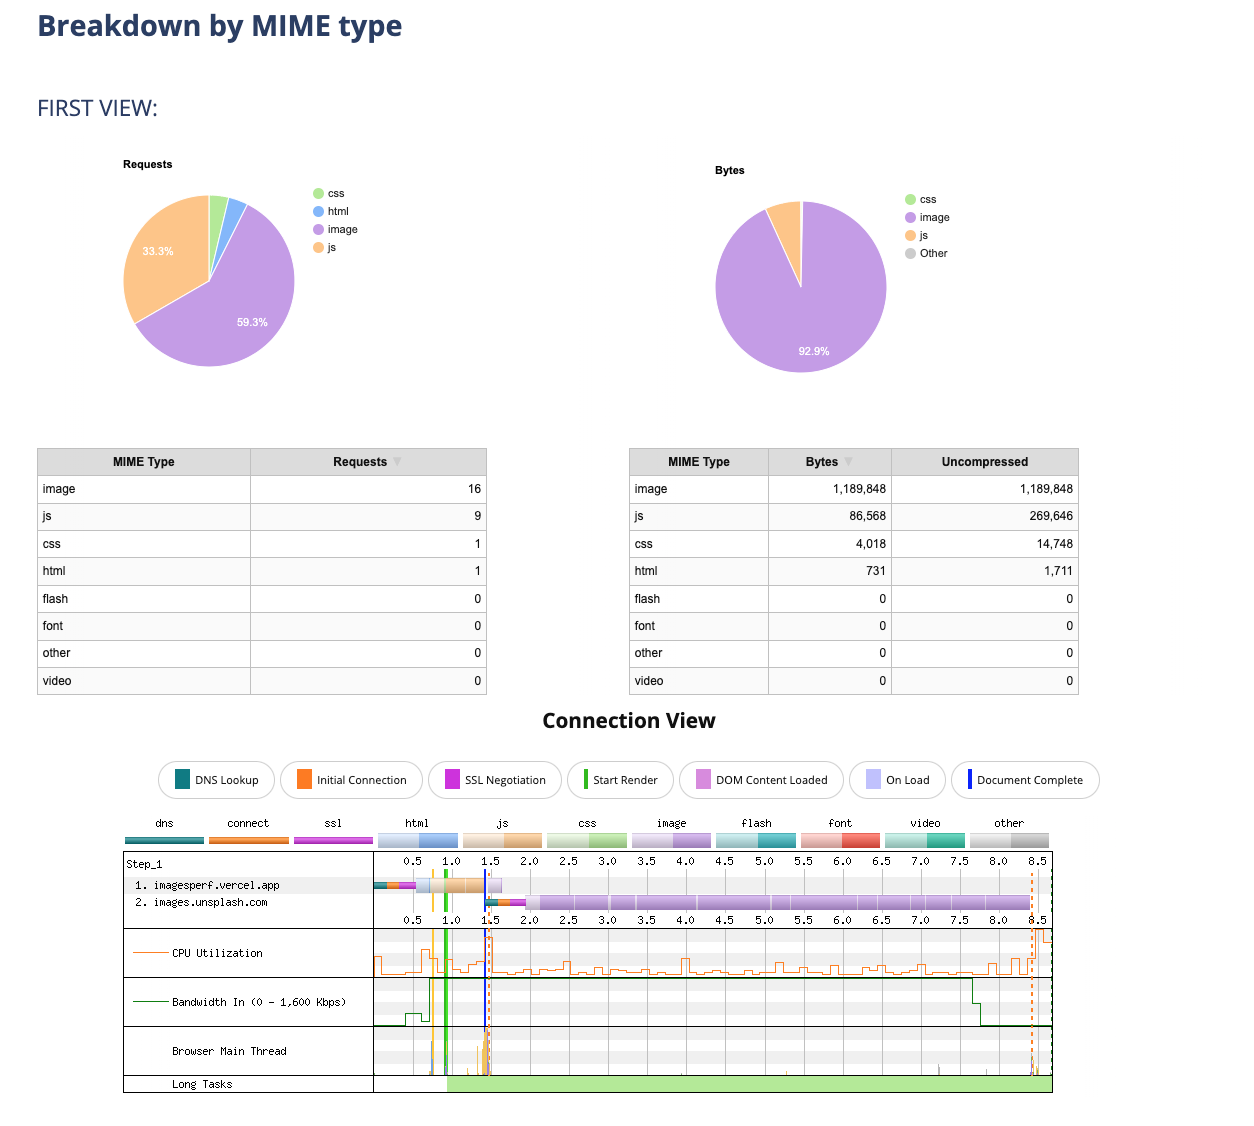 Breakdown by MIME type
FIRST VIEW:
Requests
css
html
image
js
33.3%
59.3%
Bytes
css
image
js
Other
92.9%
MIME Type Requests
image 16
js 9
css 1
html 1
flash 0
font 0
other 0
video 0
MIME Type Bytes Uncompressed
image 1,189,848 1,189,848
js 86,568 269,646
css 4,018 14,748
html 731 1,711
flash 0 0
font 0 0
other 0 0
video 0 0
Connection View
DNS Lookup Initial Connection SSL Negotiation Start Render DOM Content Loaded On Load Document Complete
dns connect ssl html js css image flash font video other
Step_1 0.5 1.0 1.5 2.0 2.5 3.0 3.5 4.0 4.5 5.0 5.5 6.0 6.5 7.0 7.5 8.0 8.5
1. imagesperf.vercel.app
2. images.unsplash.com
0.5 1.0 1.5 2.0 2.5 3.0 3.5 4.0 4.5 5.0 5.5 6.0 6.5 7.0 7.5 8.0 8.5
CPU Utilization
Bandwidth In (0 - 1,600 Kbps)
Browser Main Thread
Long Tasks